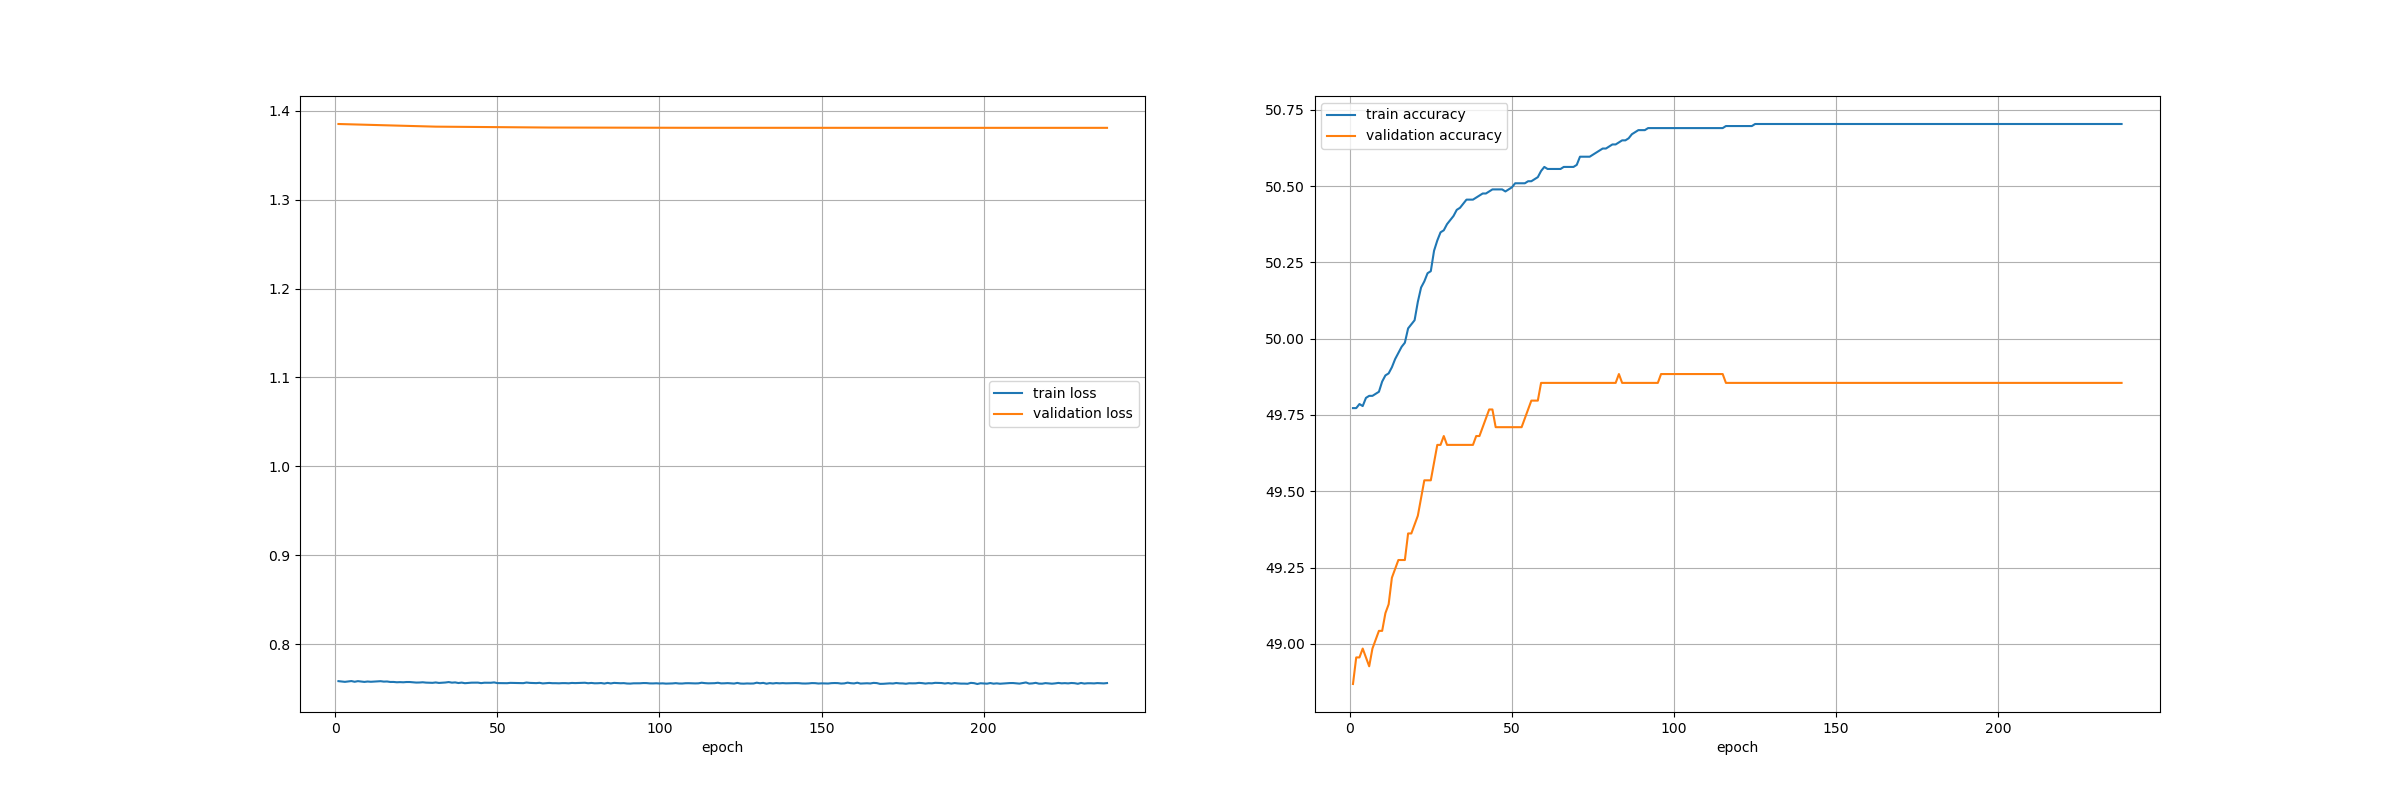 1.4
1.3
1.2
1.1
1.0
0.9
0.8
0 50 100 150 200
epoch
train loss
validation loss
50.75
50.50
50.25
50.00
49.75
49.50
49.25
49.00
0 50 100 150 200
epoch
train accuracy
validation accuracy